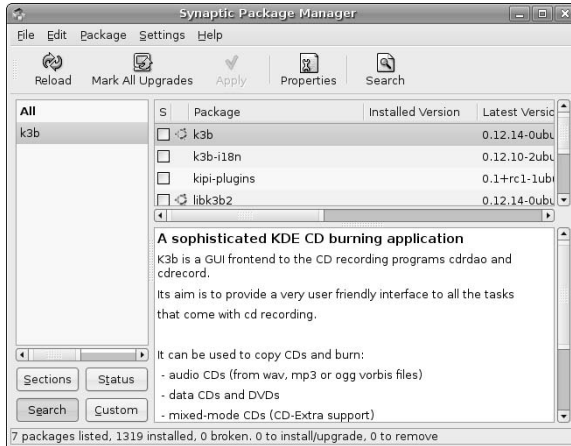 Synaptic Package Manager
File Edit Package Settings Help
Reload Mark All Upgrades Apply Properties Search
All
k3b
S Package Installed Version Latest Versio
k3b 0.12.14-0ubu
k3b-i18n 0.12.10-2ubu
kipi-plugins 0.1+rc1-1ubu
libk3b2 0.12.14-0ubu
A sophisticated KDE CD burning application
K3b is a GUI frontend to the CD recording programs cdrdao and
cdrecord.
Its aim is to provide a very user friendly interface to all the tasks
that come with cd recording.
It can be used to copy CDs and burn:
- audio CDs (from wav, mp3 or ogg vorbis files)
- data CDs and DVDs
- mixed-mode CDs (CD-Extra support)
Sections Status
Search Custom
7 packages listed, 1319 installed, 0 broken. 0 to install/upgrade, 0 to remove